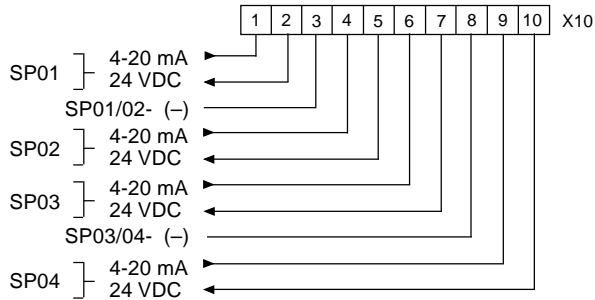 1 2 3 4 5 6 7 8 9 10 X10
4-20 mA
SP01
24 VDC
SP01/02- (–)
4-20 mA
SP02
24 VDC
4-20 mA
SP03
24 VDC
SP03/04- (–)
4-20 mA
SP04
24 VDC